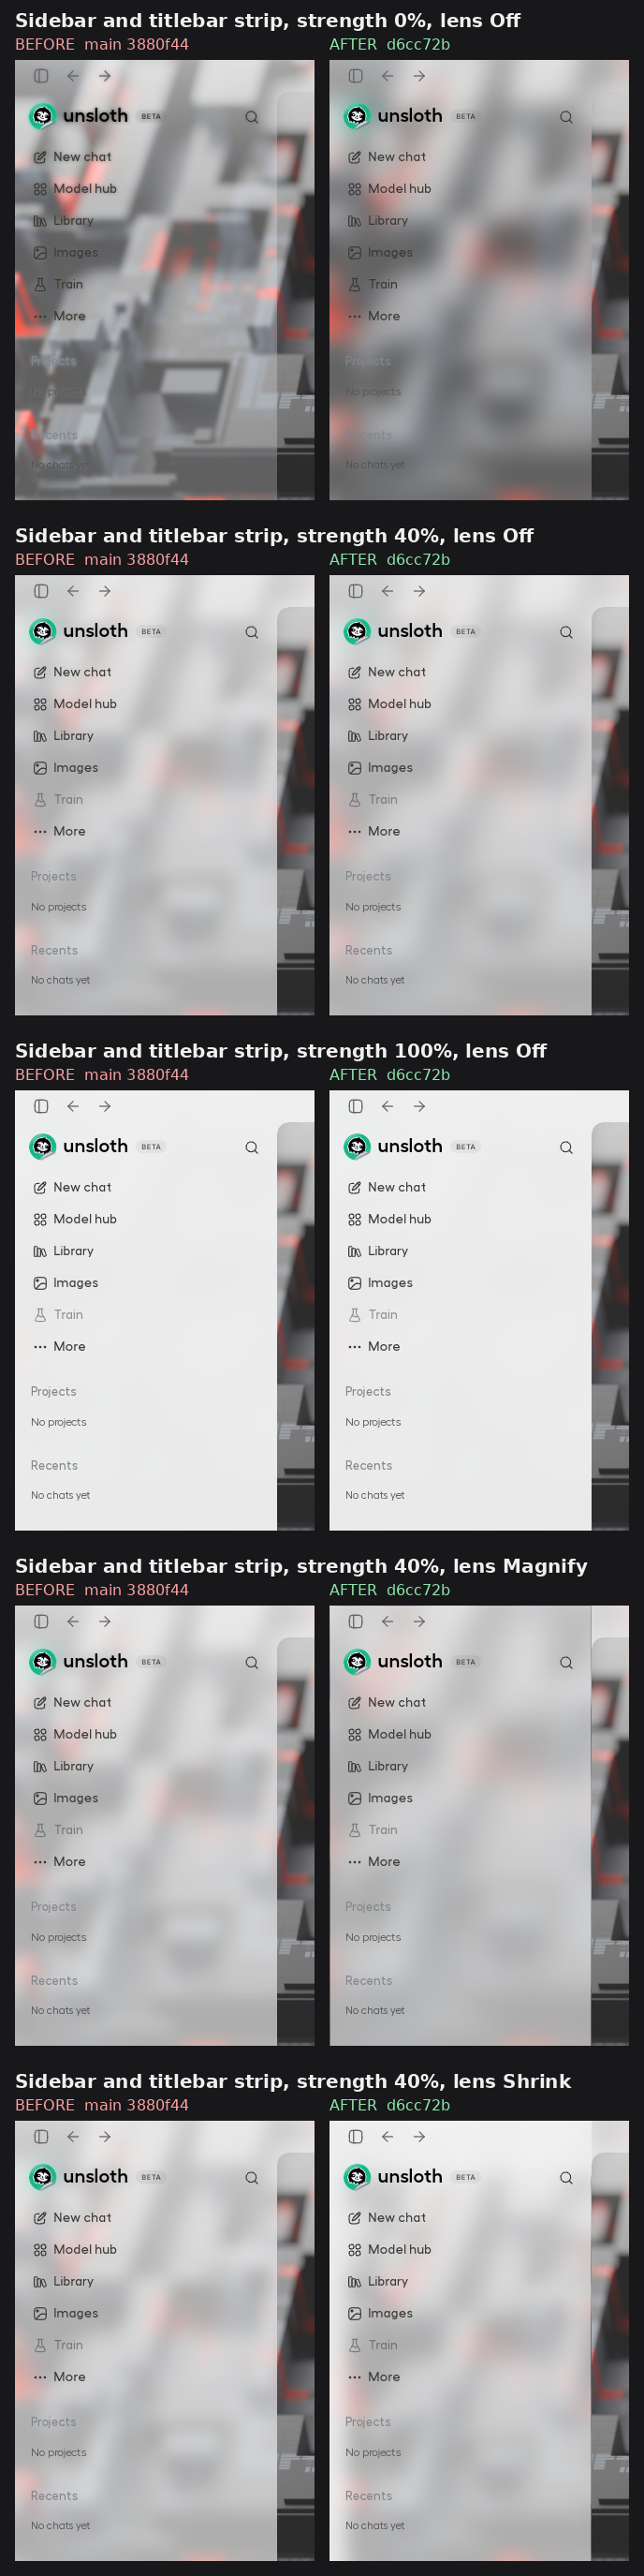 Sidebar and titlebar strip, strength 0%, lens Off
BEFORE main 3880f44 AFTER d6cc72b
unsloth BETA unsloth BETA
New chat New chat
Model hub Model hub
Library Library
Images Images
Train Train
More More
Projects Projects
No projects No projects
Recents Recents
No chats yet No chats yet
Sidebar and titlebar strip, strength 40%, lens Off
BEFORE main 3880f44 AFTER d6cc72b
unsloth BETA unsloth BETA
New chat New chat
Model hub Model hub
Library Library
Images Images
Train Train
More More
Projects Projects
No projects No projects
Recents Recents
No chats yet No chats yet
Sidebar and titlebar strip, strength 100%, lens Off
BEFORE main 3880f44 AFTER d6cc72b
unsloth BETA unsloth BETA
New chat New chat
Model hub Model hub
Library Library
Images Images
Train Train
More More
Projects Projects
No projects No projects
Recents Recents
No chats yet No chats yet
Sidebar and titlebar strip, strength 40%, lens Magnify
BEFORE main 3880f44 AFTER d6cc72b
unsloth BETA unsloth BETA
New chat New chat
Model hub Model hub
Library Library
Images Images
Train Train
More More
Projects Projects
No projects No projects
Recents Recents
No chats yet No chats yet
Sidebar and titlebar strip, strength 40%, lens Shrink
BEFORE main 3880f44 AFTER d6cc72b
unsloth BETA unsloth BETA
New chat New chat
Model hub Model hub
Library Library
Images Images
Train Train
More More
Projects Projects
No projects No projects
Recents Recents
No chats yet No chats yet